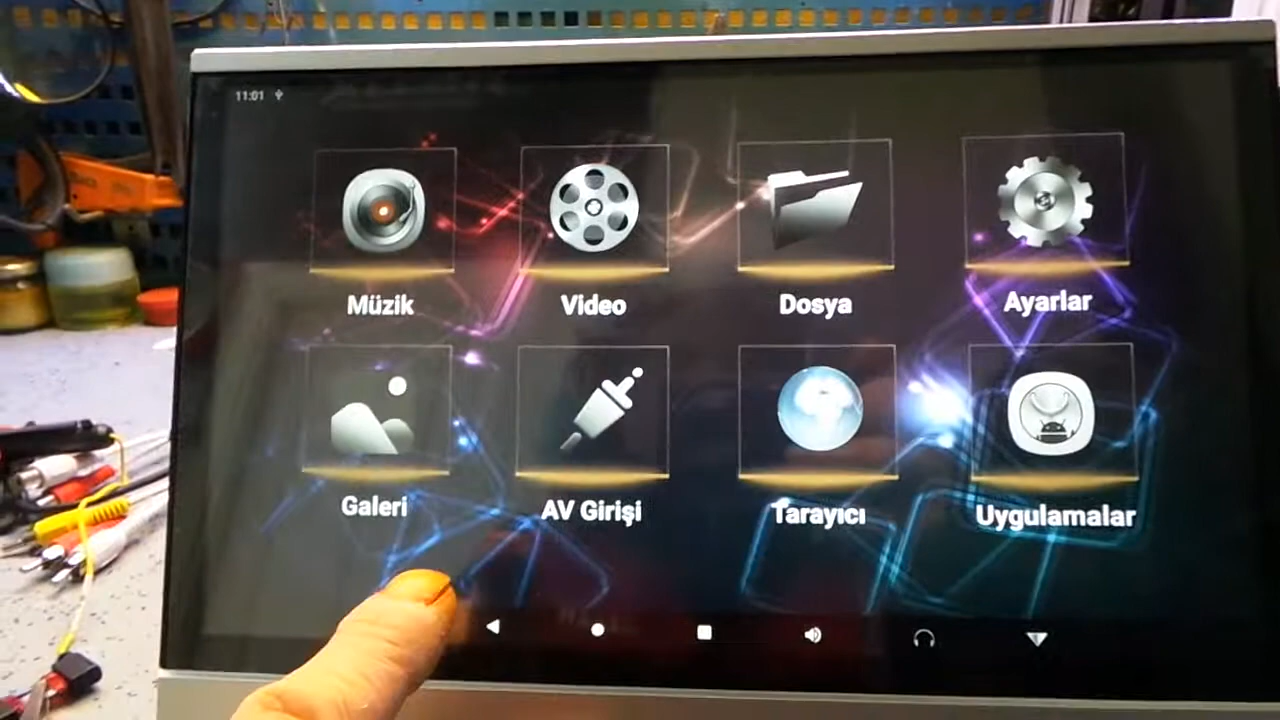 11:01
Müzik
Video
Dosya
Ayarlar
Galeri
AV Girişi
Tarayıcı
Uygulamalar